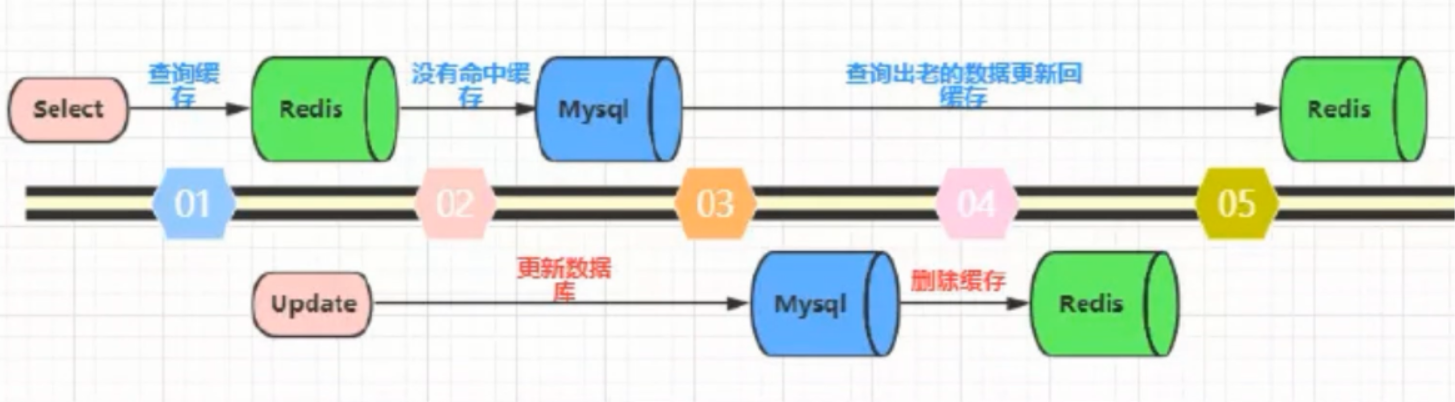 查询缓
存
没有命中缓
存
查询出老的数据更新回
缓存
Select
Redis
Mysql
Redis
01
02
03
04
05
更新数据
库
删除缓存
Update
Mysql
Redis